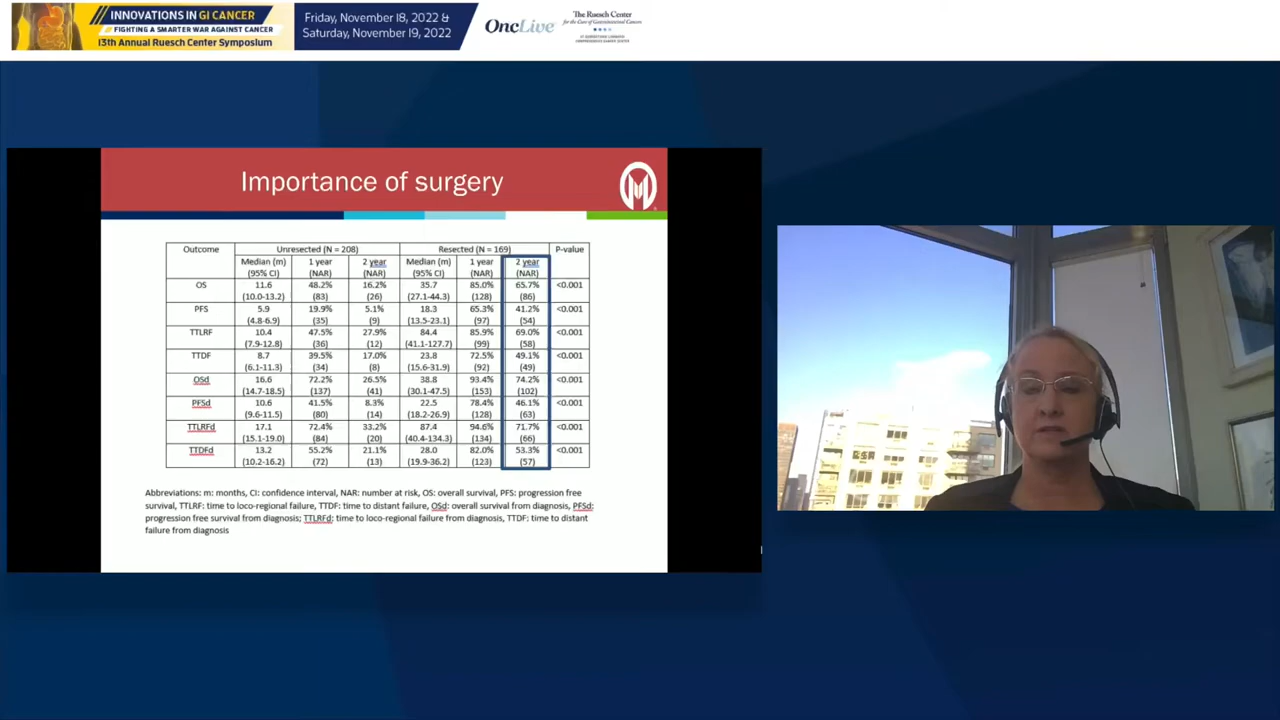 INNOVATIONS IN GI CANCER
FIGHTING A SMARTER WAR AGAINST CANCER
13th Annual Ruesch Center Symposium
Friday, November 18, 2022 &
Saturday, November 19, 2022
OncLive
The Ruesch Center
for the Cure of Gastrointestinal Cancers
AT GEORGETOWN LOMBARDI
COMPREHENSIVE CANCER CENTER
Importance of surgery
Outcome Unresected (N = 208) Resected (N = 169) P-value
Median (m) 1 year 2 year Median (m) 1 year 2 year
(95% CI) (NAR) (NAR) (95% CI) (NAR) (NAR)
OS 11.6 48.2% 16.2% 35.7 85.0% 65.7% <0.001
(10.0-13.2) (83) (26) (27.1-44.3) (128) (86)
PFS 5.9 19.9% 5.1% 18.3 65.3% 41.2% <0.001
(4.8-6.9) (35) (9) (13.5-23.1) (97) (54)
TTLRF 10.4 47.5% 27.9% 84.4 85.9% 69.0% <0.001
(7.9-12.8) (36) (12) (41.1-127.7) (99) (58)
TTDF 8.7 39.5% 17.0% 23.8 72.5% 49.1% <0.001
(6.1-11.3) (34) (8) (15.6-31.9) (92) (49)
OSd 16.6 72.2% 26.5% 38.8 93.4% 74.2% <0.001
(14.7-18.5) (137) (41) (30.1-47.5) (153) (102)
PFSd 10.6 41.5% 8.3% 22.5 78.4% 46.1% <0.001
(9.6-11.5) (80) (14) (18.2-26.9) (128) (63)
TTLRFd 17.1 72.4% 33.2% 87.4 94.6% 71.7% <0.001
(15.1-19.0) (84) (20) (40.4-134.3) (134) (66)
TTDFd 13.2 55.2% 21.1% 28.0 82.0% 53.3% <0.001
(10.2-16.2) (72) (13) (19.9-36.2) (123) (57)
Abbreviations: m: months, CI: confidence interval, NAR: number at risk, OS: overall survival, PFS: progression free
survival, TTLRF: time to loco-regional failure, TTDF: time to distant failure, OSd: overall survival from diagnosis, PFSd:
progression free survival from diagnosis; TTLRFd: time to loco-regional failure from diagnosis, TTDF: time to distant
failure from diagnosis